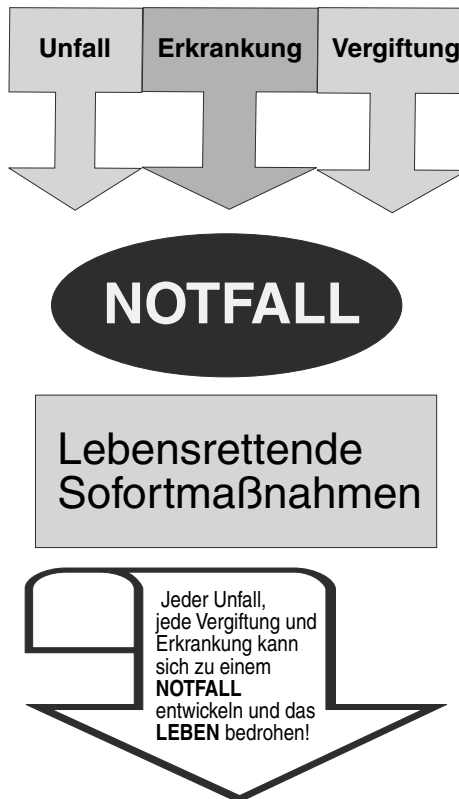 Unfall Erkrankung Vergiftung
NOTFALL
Lebensrettende
Sofortmaßnahmen
Jeder Unfall,
jede Vergiftung und
Erkrankung kann
sich zu einem
NOTFALL
entwickeln und das
LEBEN bedrohen!